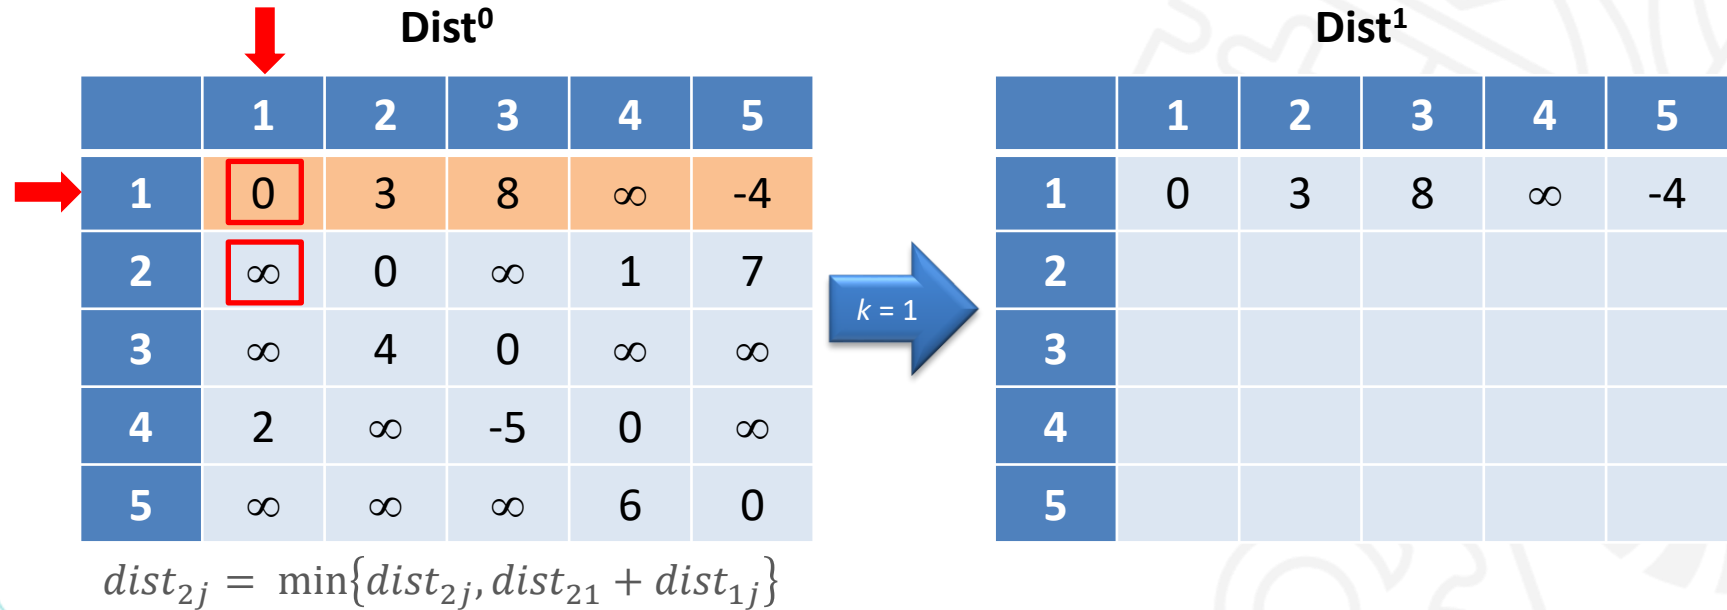 Dist⁰ Dist¹
1 2 3 4 5 1 2 3 4 5
1 0 3 8 ∞ -4 1 0 3 8 ∞ -4
2 ∞ 0 ∞ 1 7 2
k = 1
3 ∞ 4 0 ∞ ∞ 3
4 2 ∞ -5 0 ∞ 4
5 ∞ ∞ ∞ 6 0 5
dist₂ⱼ = min{dist₂ⱼ, dist₂₁ + dist₁ⱼ}